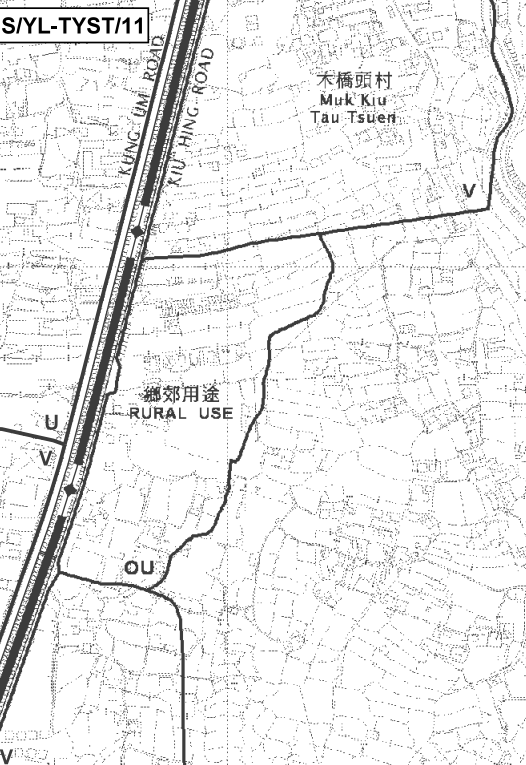 S/YL-TYST/11
KUNG UM ROAD
KIU HING ROAD
木橋頭村
Muk Kiu
Tau Tsuen
V
鄉郊用途
RURAL USE
U
V
OU
V